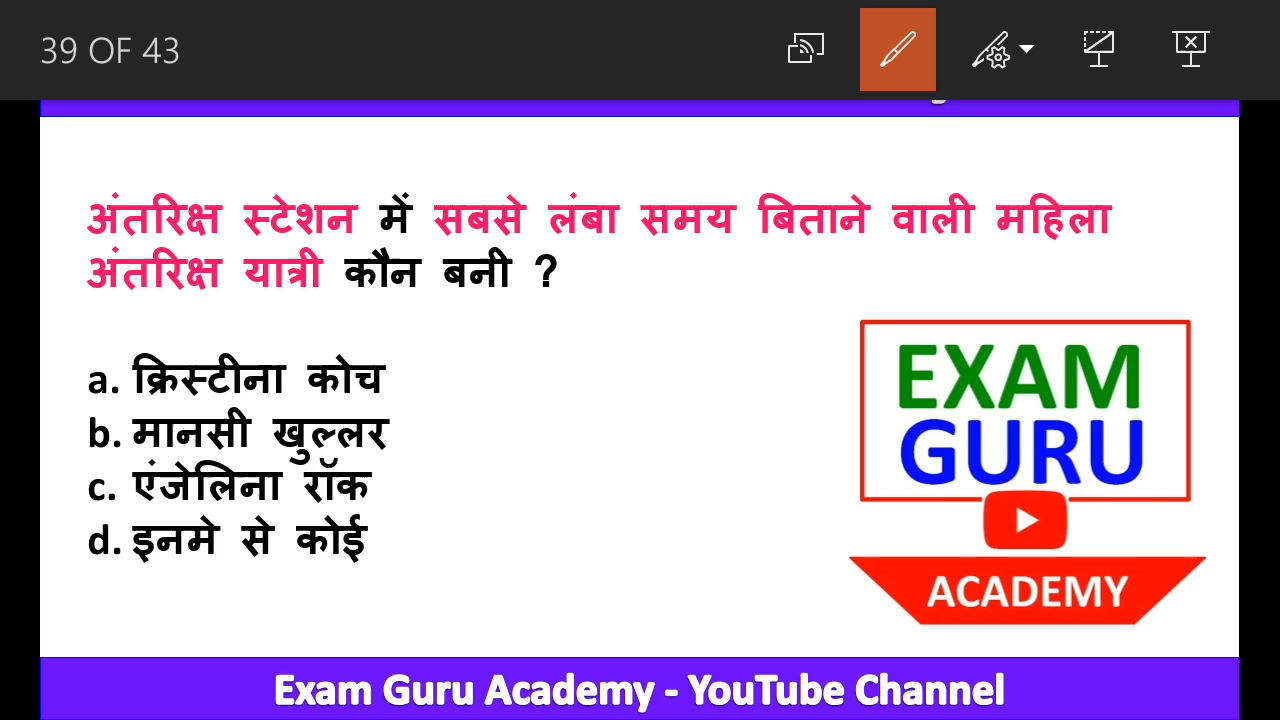 39 OF 43
अंतरिक्ष स्टेशन में सबसे लंबा समय बिताने वाली महिला
अंतरिक्ष यात्री कौन बनी ?
a. क्रिस्टीना कोच
b. मानसी खुल्लर
c. एंजेलिना रॉक
d. इनमे से कोई
EXAM
GURU
ACADEMY
Exam Guru Academy - YouTube Channel